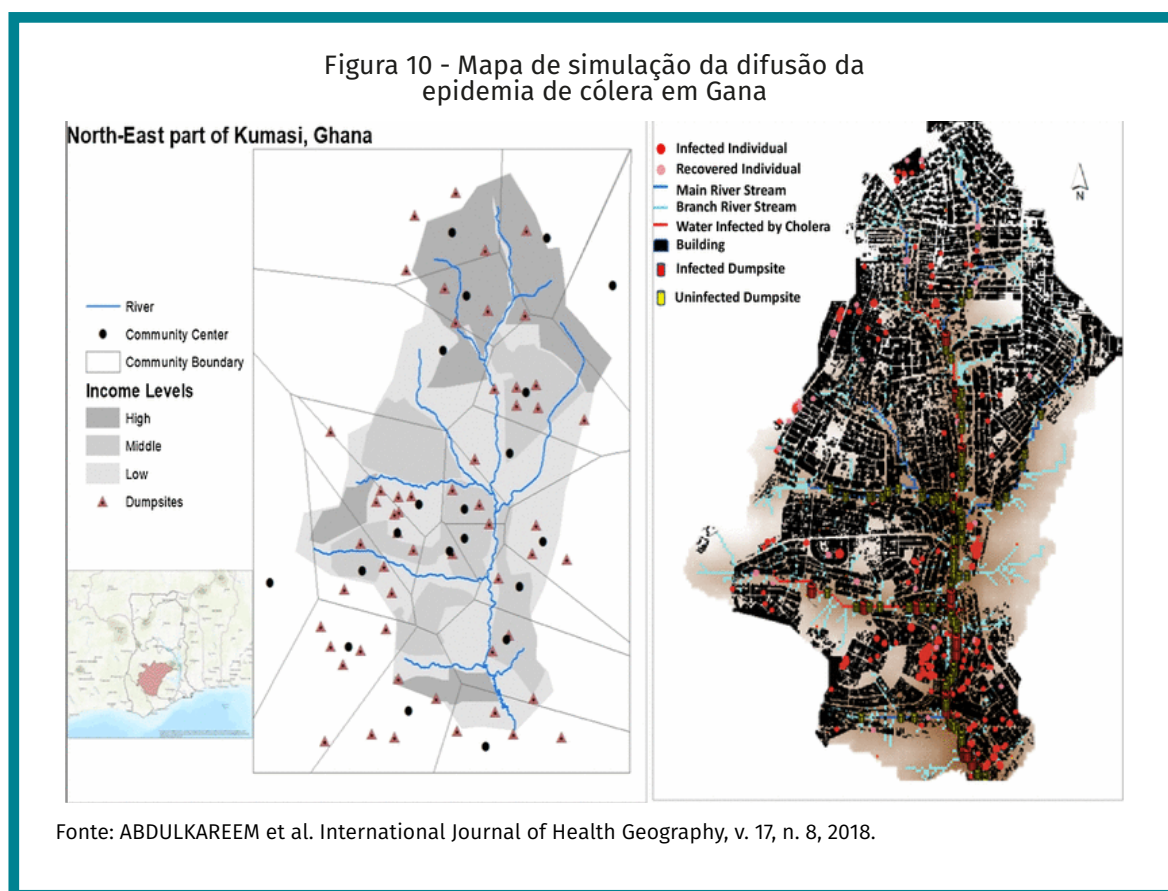 Figura 10 - Mapa de simulação da difusão da
epidemia de cólera em Gana
North-East part of Kumasi, Ghana
River
Community Center
Community Boundary
Income Levels
High
Middle
Low
Dumpsites
Infected Individual
Recovered Individual
Main River Stream
Branch River Stream
Water Infected by Cholera
Building
Infected Dumpsite
Uninfected Dumpsite
N
Fonte: ABDULKAREEM et al. International Journal of Health Geography, v. 17, n. 8, 2018.